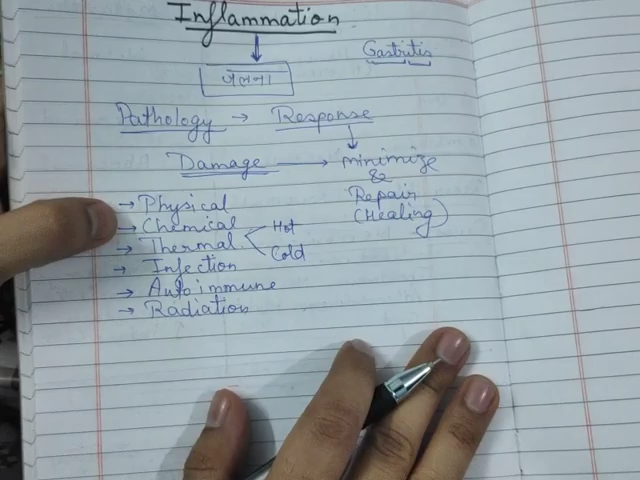 Inflammation
Gastritis
जलना
Pathology → Response
Damage → minimize
&
Repair
(Healing)
→ Physical
→ Chemical
→ Thermal < Hot
Cold
→ Infection
→ Autoimmune
→ Radiation